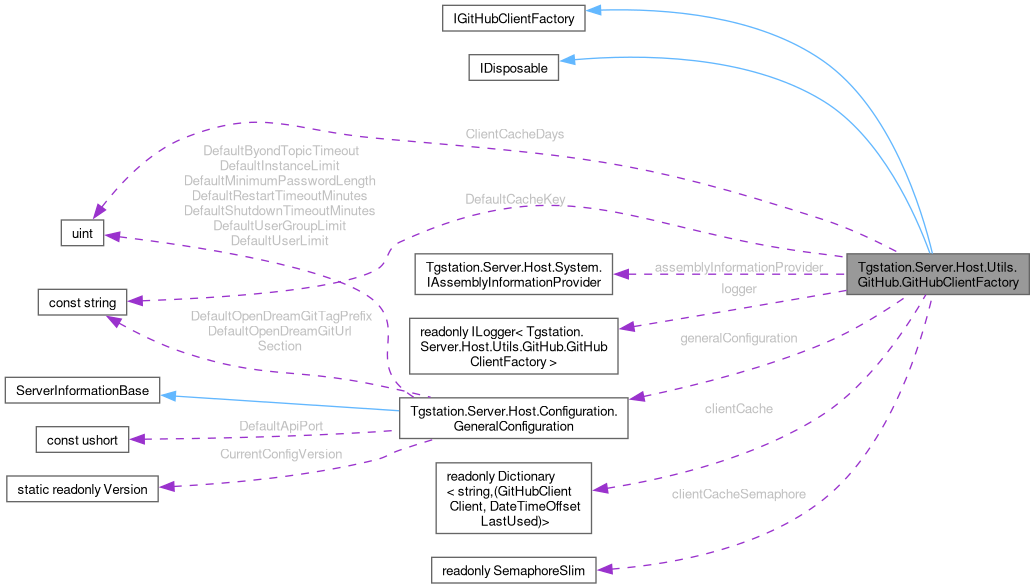 IGitHubClientFactory
IDisposable
ClientCacheDays
DefaultByondTopicTimeout
DefaultInstanceLimit
DefaultMinimumPasswordLength
DefaultRestartTimeoutMinutes
DefaultShutdownTimeoutMinutes
DefaultUserGroupLimit
DefaultUserLimit
DefaultCacheKey
uint
Tgstation.Server.Host.System.
IAssemblyInformationProvider
assemblyInformationProvider
Tgstation.Server.Host.Utils.
GitHub.GitHubClientFactory
logger
const string
DefaultOpenDreamGitTagPrefix
DefaultOpenDreamGitUrl
Section
readonly ILogger< Tgstation.
Server.Host.Utils.GitHub.GitHub
ClientFactory >
generalConfiguration
ServerInformationBase
Tgstation.Server.Host.Configuration.
GeneralConfiguration
clientCache
const ushort
DefaultApiPort
CurrentConfigVersion
static readonly Version
readonly Dictionary
< string,(GitHubClient
Client, DateTimeOffset
LastUsed)>
clientCacheSemaphore
readonly SemaphoreSlim